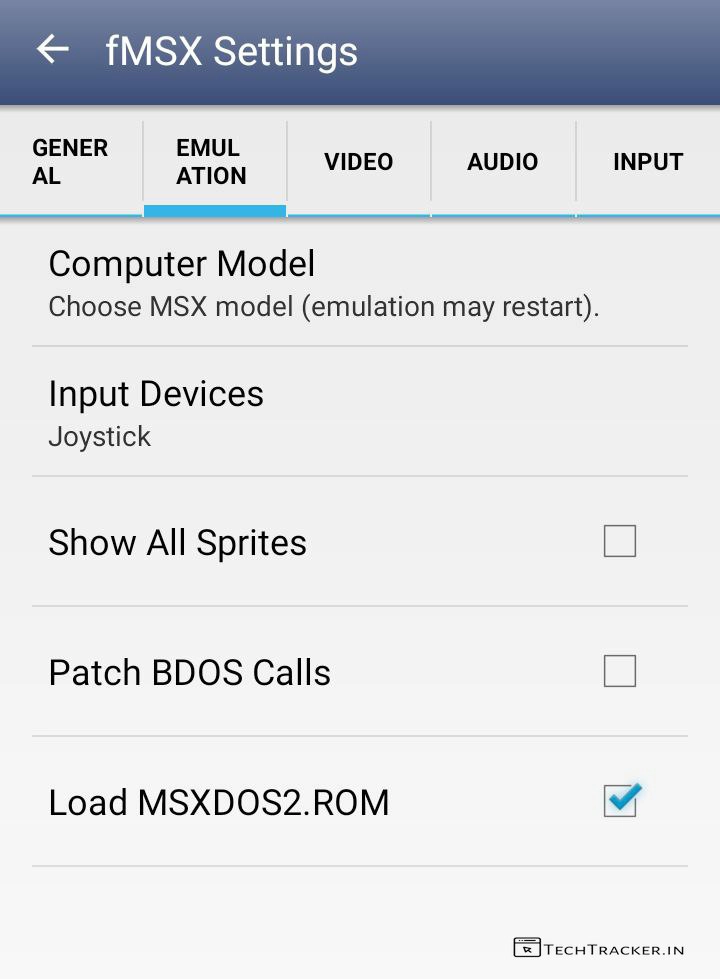 fMSX Settings
GENER
AL
EMUL
ATION
VIDEO
AUDIO
INPUT
Computer Model
Choose MSX model (emulation may restart).
Input Devices
Joystick
Show All Sprites
Patch BDOS Calls
Load MSXDOS2.ROM
TECHTRACKER.IN